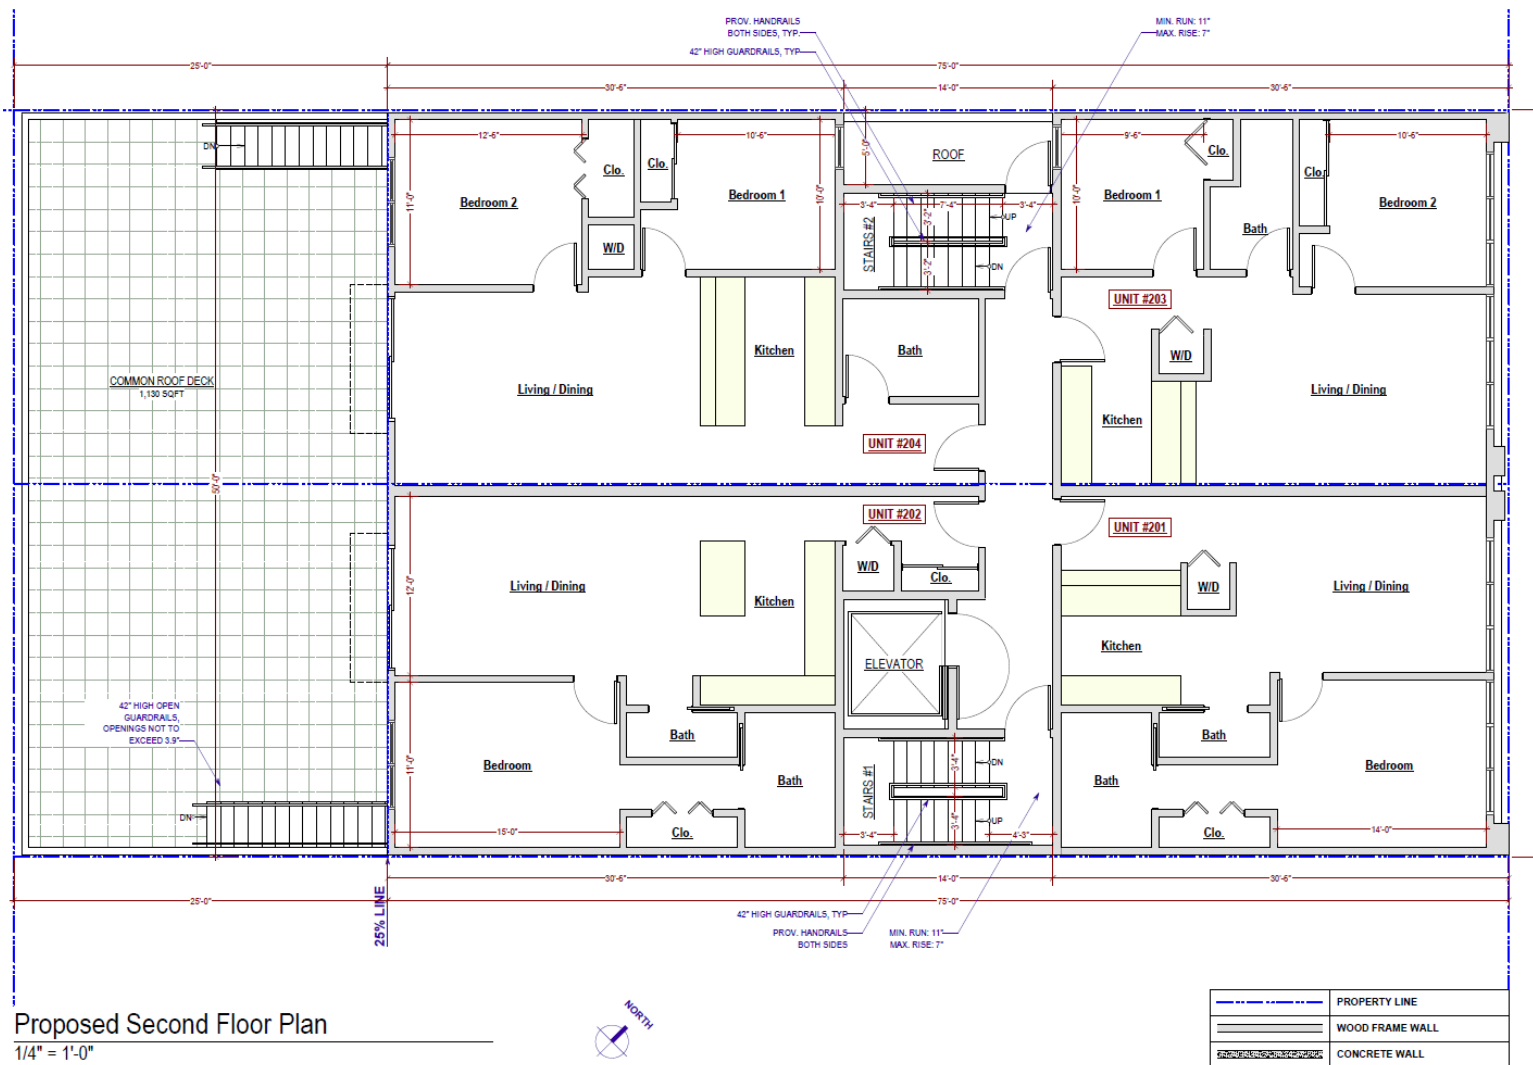 PROV. HANDRAILS
BOTH SIDES, TYP.
42" HIGH GUARDRAILS, TYP
MIN. RUN: 11"
MAX. RISE: 7"
25'-0"
75'-0"
30'-6"
14'-0"
30'-6"
DN
12'-6"
10'-6"
5'-0"
ROOF
9'-6"
10'-6"
Clo.
Clo.
Clo.
Clo.
11'-0"
Bedroom 2
Bedroom 1
10'-0"
3'-4"
7'-4"
3'-4"
10'-0"
Bedroom 1
Bedroom 2
STAIRS #2
3'-2"
UP
Bath
W/D
3'-2"
DN
UNIT #203
Kitchen
Bath
W/D
COMMON ROOF DECK
1,130 SQFT
Living / Dining
Living / Dining
Kitchen
UNIT #204
50'-0"
UNIT #202
UNIT #201
W/D
Clo.
12'-0"
Living / Dining
Kitchen
W/D
Living / Dining
Kitchen
ELEVATOR
42" HIGH OPEN
GUARDRAILS,
OPENINGS NOT TO
EXCEED 3.9"
Bath
Bath
11'-0"
Bedroom
Bath
STAIRS #1
3'-4"
DN
Bath
Bedroom
DN
15'-0"
Clo.
3'-4"
3'-4"
UP
4'-3"
Clo.
14'-0"
30'-6"
14'-0"
30'-6"
25'-0"
75'-0"
25% LINE
42" HIGH GUARDRAILS, TYP
PROV. HANDRAILS
BOTH SIDES
MIN. RUN: 11"
MAX. RISE: 7"
Proposed Second Floor Plan
1/4" = 1'-0"
NORTH
PROPERTY LINE
WOOD FRAME WALL
CONCRETE WALL